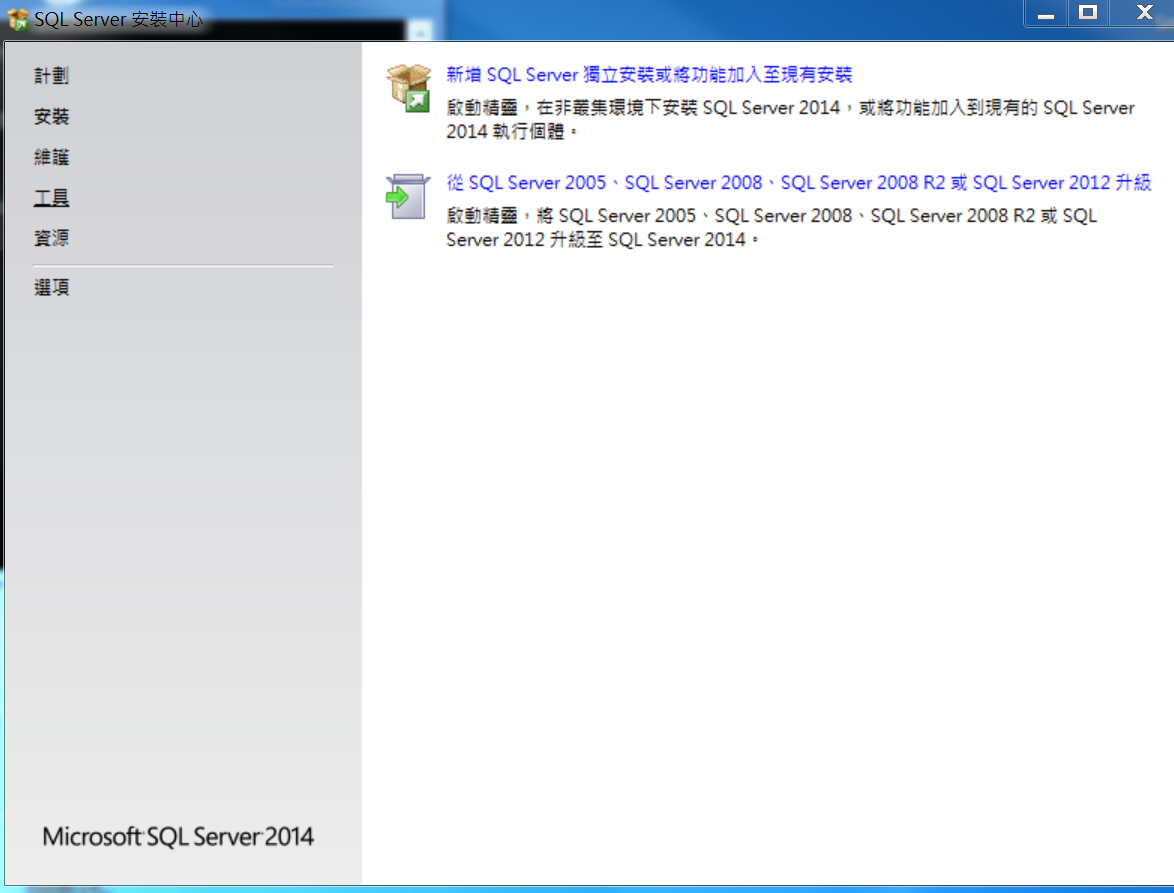 SQL Server 安裝中心
計劃
安裝
維護
工具
資源
選項
新增 SQL Server 獨立安裝或將功能加入至現有安裝
啟動精靈，在非叢集環境下安裝 SQL Server 2014，或將功能加入到現有的 SQL Server
2014 執行個體。
從 SQL Server 2005、SQL Server 2008、SQL Server 2008 R2 或 SQL Server 2012 升級
啟動精靈，將 SQL Server 2005、SQL Server 2008、SQL Server 2008 R2 或 SQL
Server 2012 升級至 SQL Server 2014。
Microsoft SQL Server 2014